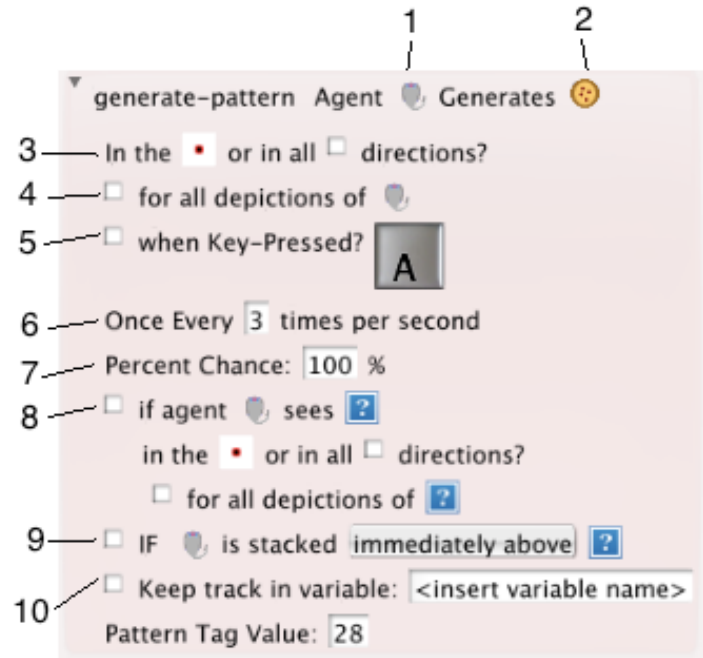 1 2
generate-pattern Agent Generates
3 In the or in all directions?
4 for all depictions of
5 when Key-Pressed? A
6 Once Every 3 times per second
7 Percent Chance: 100 %
8 if agent sees ?
in the or in all directions?
for all depictions of ?
9 IF is stacked immediately above ?
10 Keep track in variable: <insert variable name>
Pattern Tag Value: 28